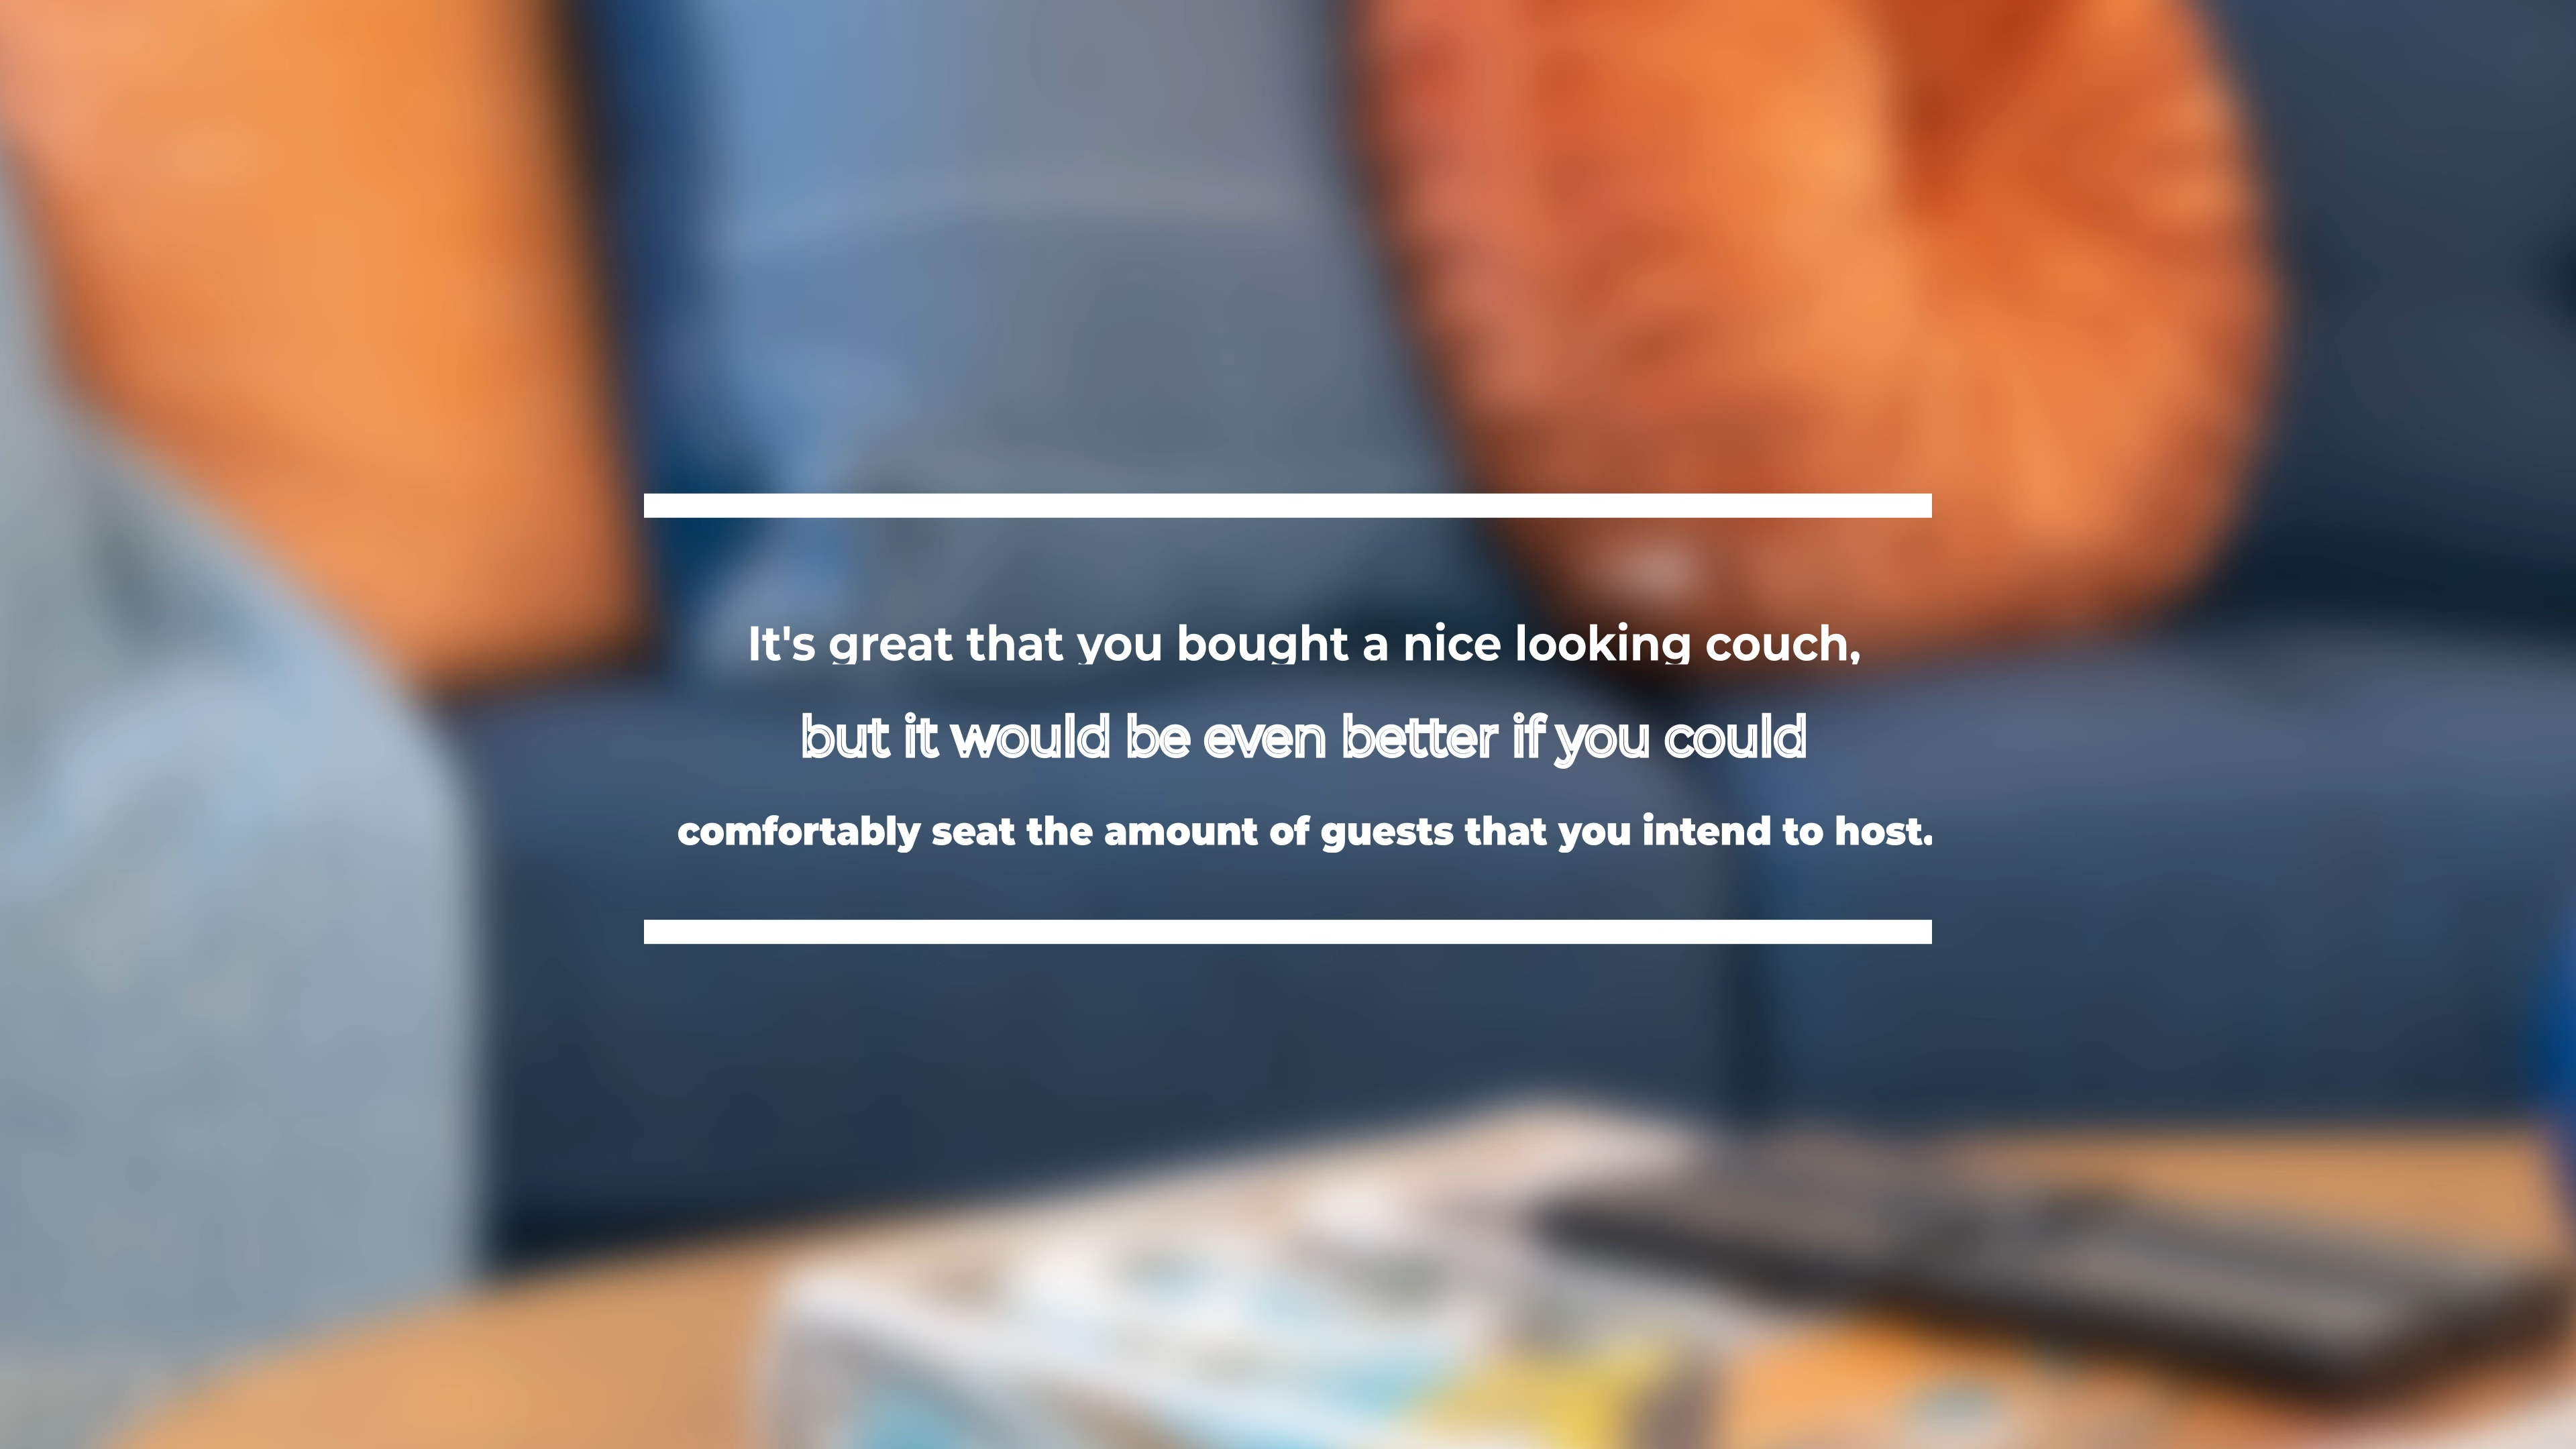 It's great that you bought a nice looking couch,
but it would be even better if you could
comfortably seat the amount of guests that you intend to host.